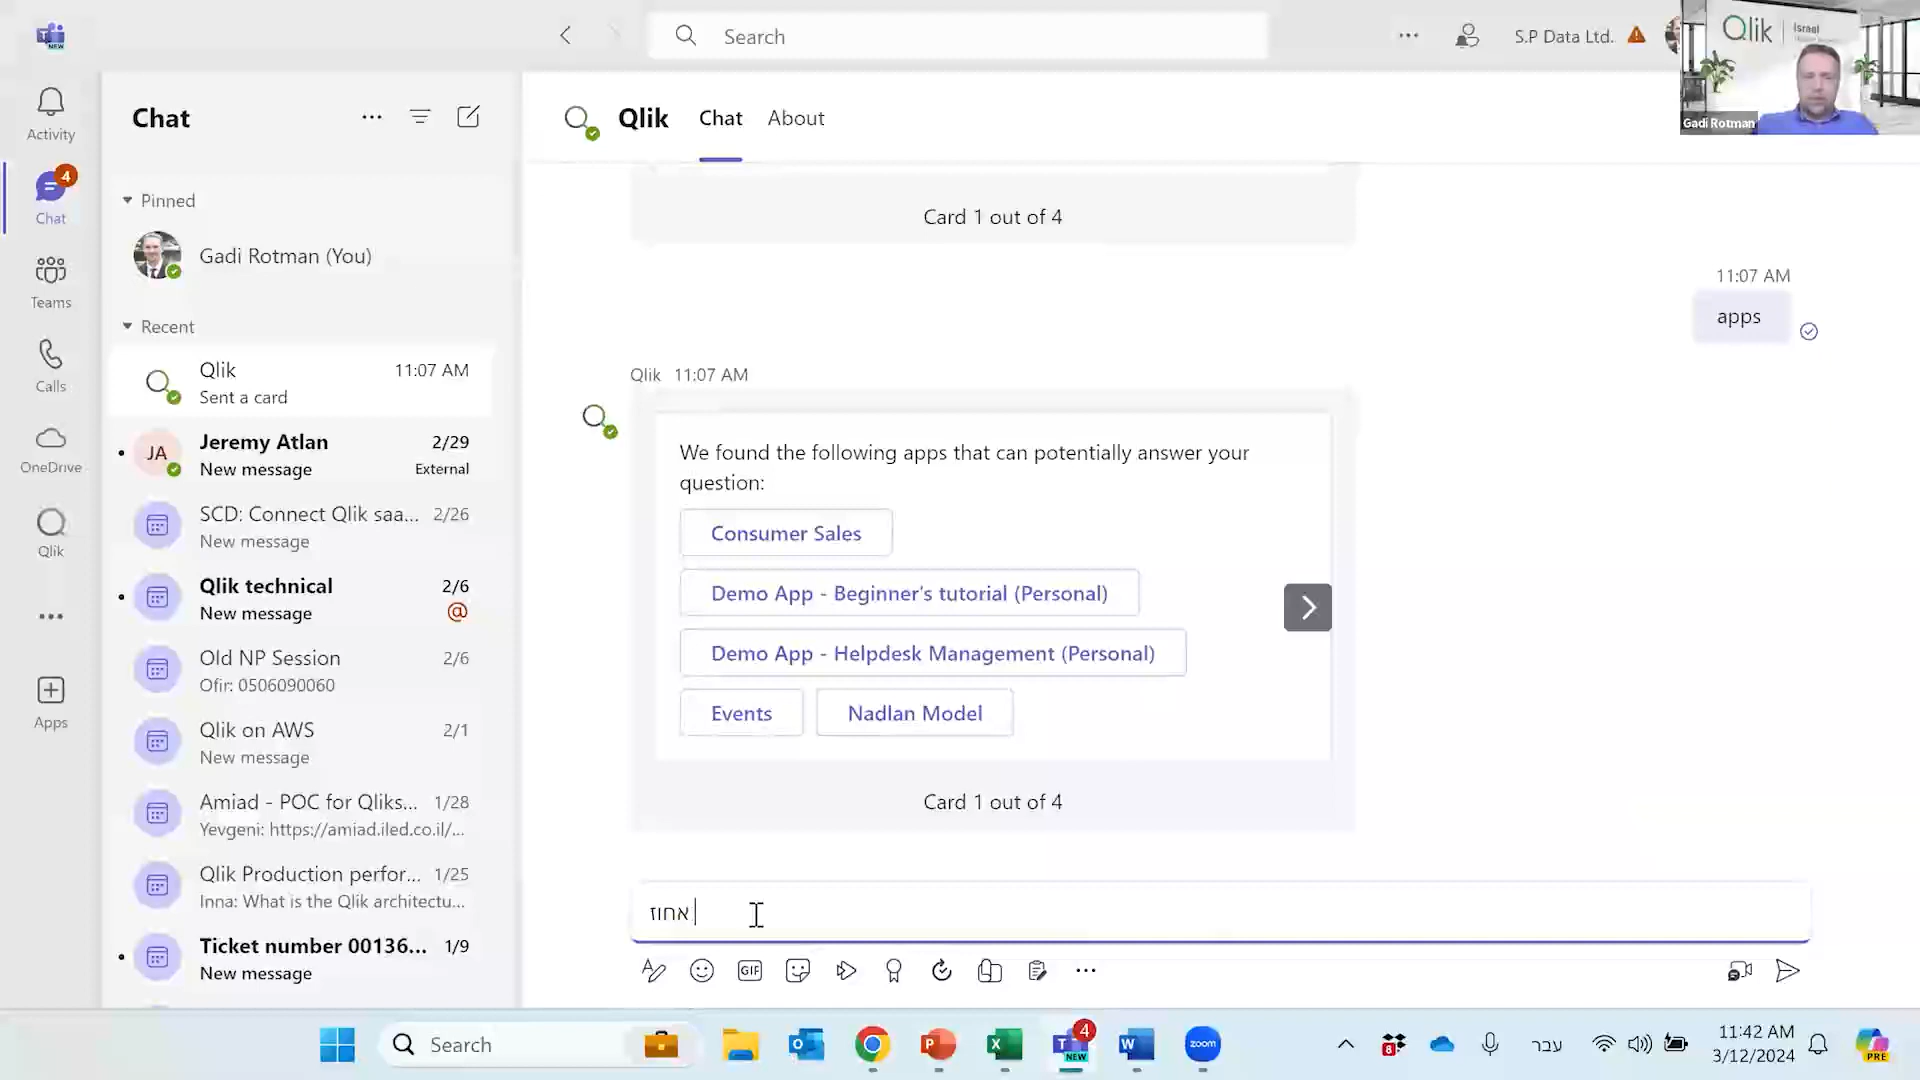 Search
S.P Data Ltd.
Qlik Israel
Gadi Rotman
Activity
4
Chat
Teams
Calls
OneDrive
Qlik
Apps
Chat
Pinned
Gadi Rotman (You)
Recent
Qlik 11:07 AM
Sent a card
JA
Jeremy Atlan 2/29
New message External
SCD: Connect Qlik saa... 2/26
New message
Qlik technical 2/6
New message @
Old NP Session 2/6
Ofir: 0506090060
Qlik on AWS 2/1
New message
Amiad - POC for Qliks... 1/28
Yevgeni: https://amiad.iled.co.il/...
Qlik Production perfor... 1/25
Inna: What is the Qlik architectu...
Ticket number 00136... 1/9
New message
Qlik Chat About
Card 1 out of 4
11:07 AM
apps
Qlik 11:07 AM
We found the following apps that can potentially answer your
question:
Consumer Sales
Demo App - Beginner's tutorial (Personal)
Demo App - Helpdesk Management (Personal)
Events Nadlan Model
Card 1 out of 4
אחוז
GIF
Search
4
NEW
zoom
8
עבר
11:42 AM
3/12/2024
PRE